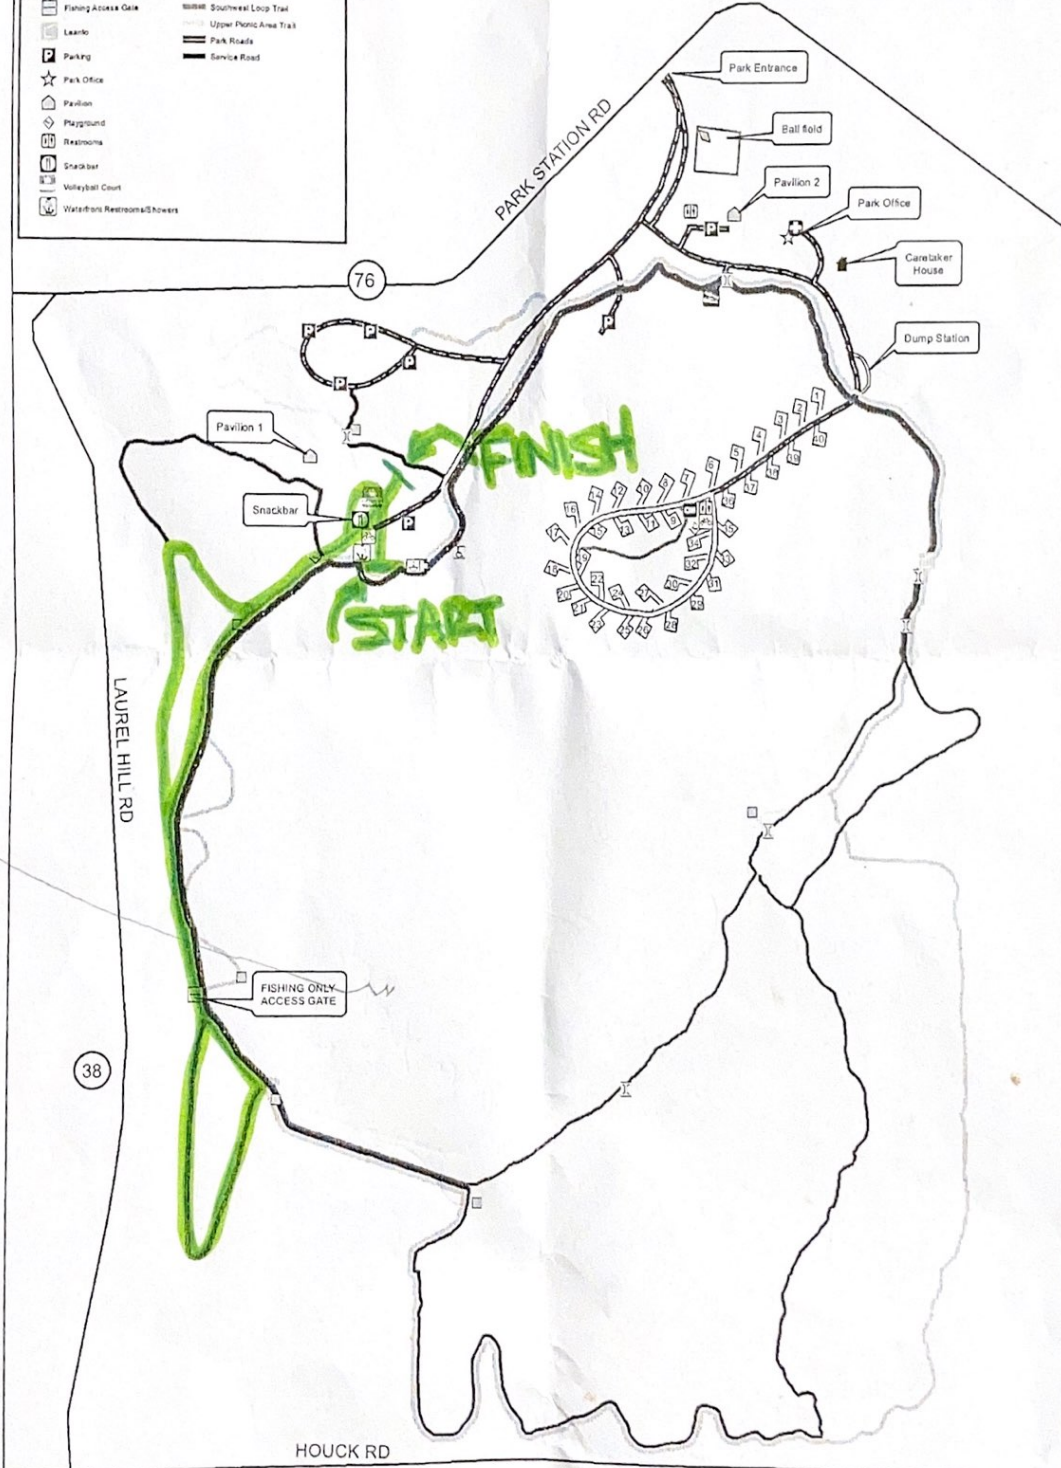 Fishing Access Gate
Leanto
Parking
Park Office
Pavilion
Playground
Restrooms
Snackbar
Volleyball Court
Waterfront Restrooms/Showers
Southwest Loop Trail
Upper Picnic Area Trail
Park Roads
Service Road
Park Entrance
Ball field
Pavilion 2
Park Office
Caretaker House
PARK STATION RD
76
Dump Station
Pavilion 1
FINISH
Snackbar
START
LAUREL HILL RD
FISHING ONLY
ACCESS GATE
38
HOUCK RD